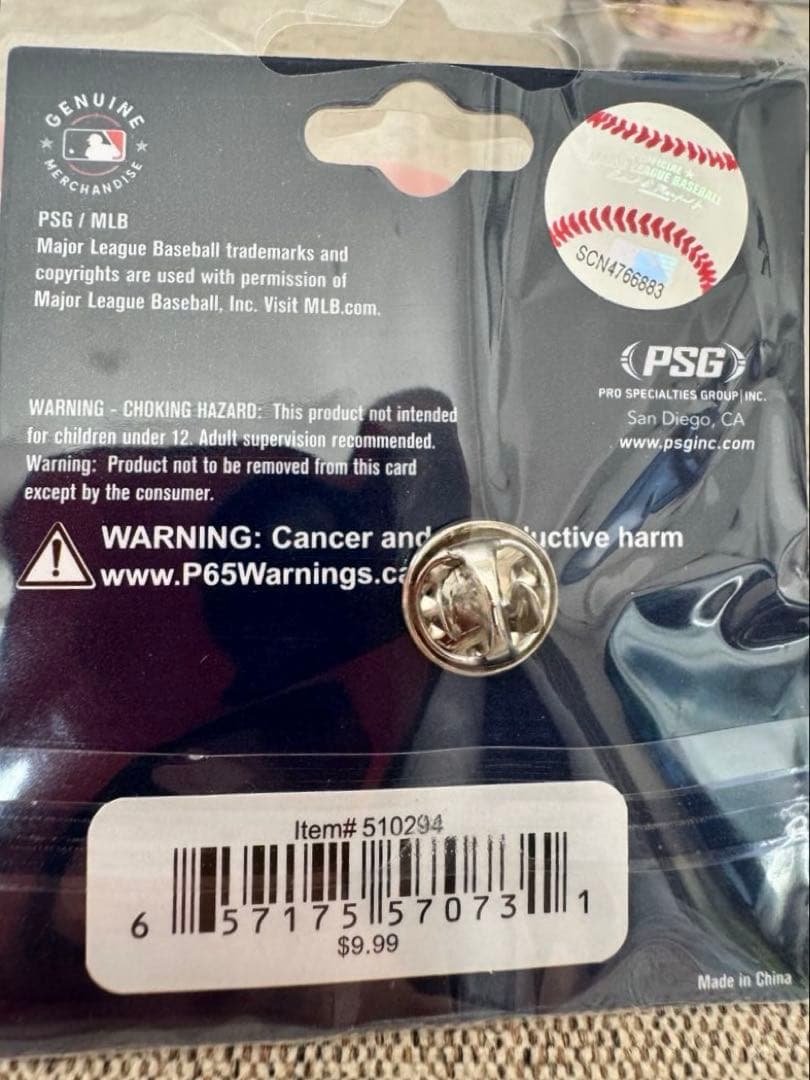 GENUINE
MERCHANDISE
PSG / MLB
Major League Baseball trademarks and
copyrights are used with permission of
Major League Baseball, Inc. Visit MLB.com.
LEAGUE BASEBALL
SCN4766883
PSG
PRO SPECIALTIES GROUP INC.
San Diego, CA
www.psginc.com
WARNING - CHOKING HAZARD: This product not intended
for children under 12. Adult supervision recommended.
Warning: Product not to be removed from this card
except by the consumer.
WARNING: Cancer and uctive harm
www.P65Warnings.ca
Item# 510294
6 57175 57073 1
$9.99
Made in China